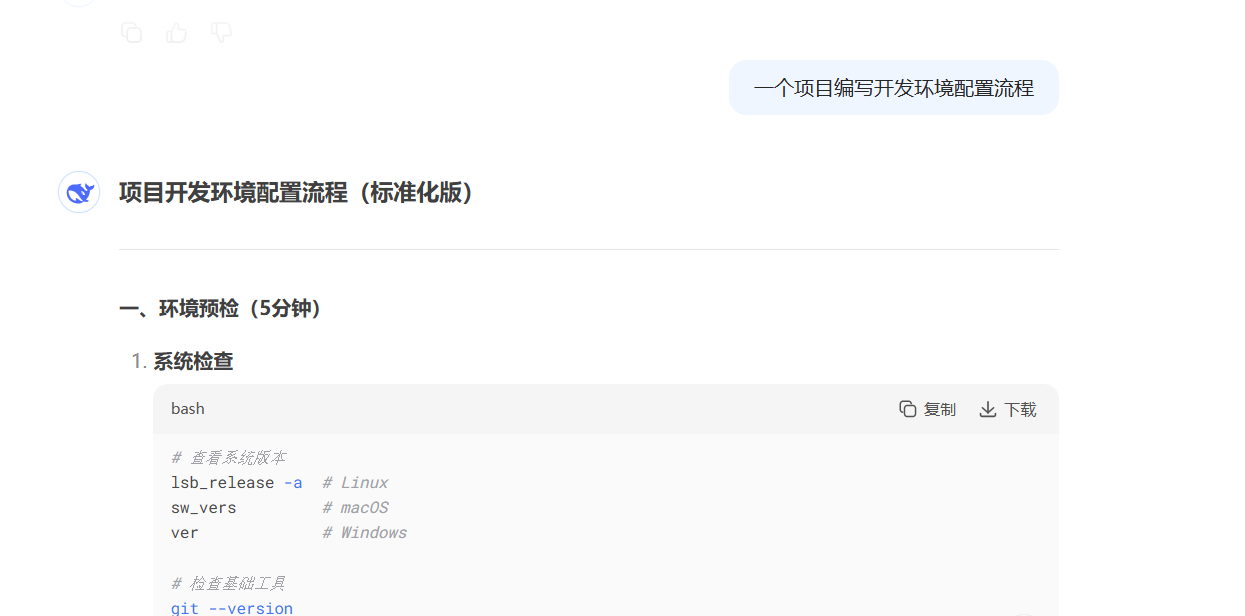 一个项目编写开发环境配置流程
项目开发环境配置流程（标准化版）
一、环境预检（5分钟）
1. 系统检查
bash 复制 下载
# 查看系统版本
lsb_release -a  # Linux
sw_vers         # macOS
ver             # Windows
# 检查基础工具
git --version